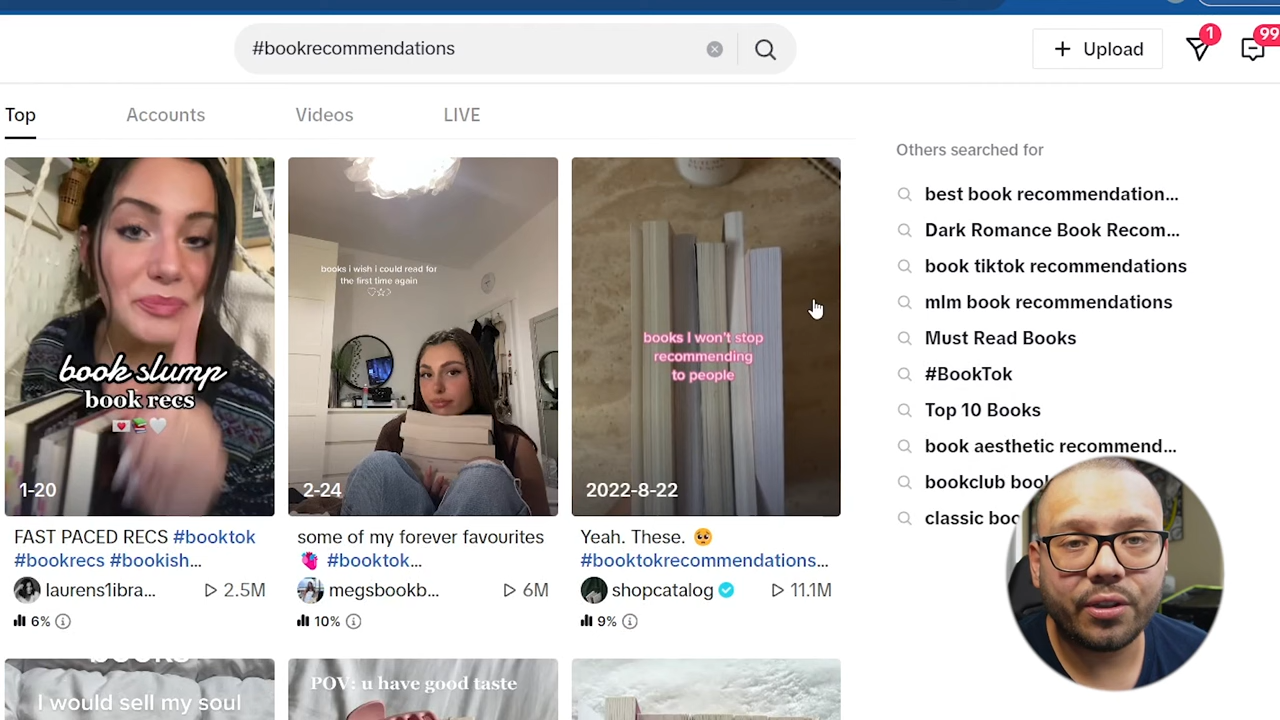 #bookrecommendations
Upload
1
99
Top
Accounts
Videos
LIVE
book slump
book recs
1-20
FAST PACED RECS #booktok
#bookrecs #bookish...
laurens1ibra...
2.5M
6%
books i wish i could read for
the first time again
2-24
some of my forever favourites
#booktok...
megsbookb...
6M
10%
books I won't stop
recommending
to people
2022-8-22
Yeah. These.
#booktokrecommendations...
shopcatalog
11.1M
9%
I would sell my soul
POV: u have good taste
Others searched for
best book recommendation...
Dark Romance Book Recom...
book tiktok recommendations
mlm book recommendations
Must Read Books
#BookTok
Top 10 Books
book aesthetic recommend...
bookclub
classic